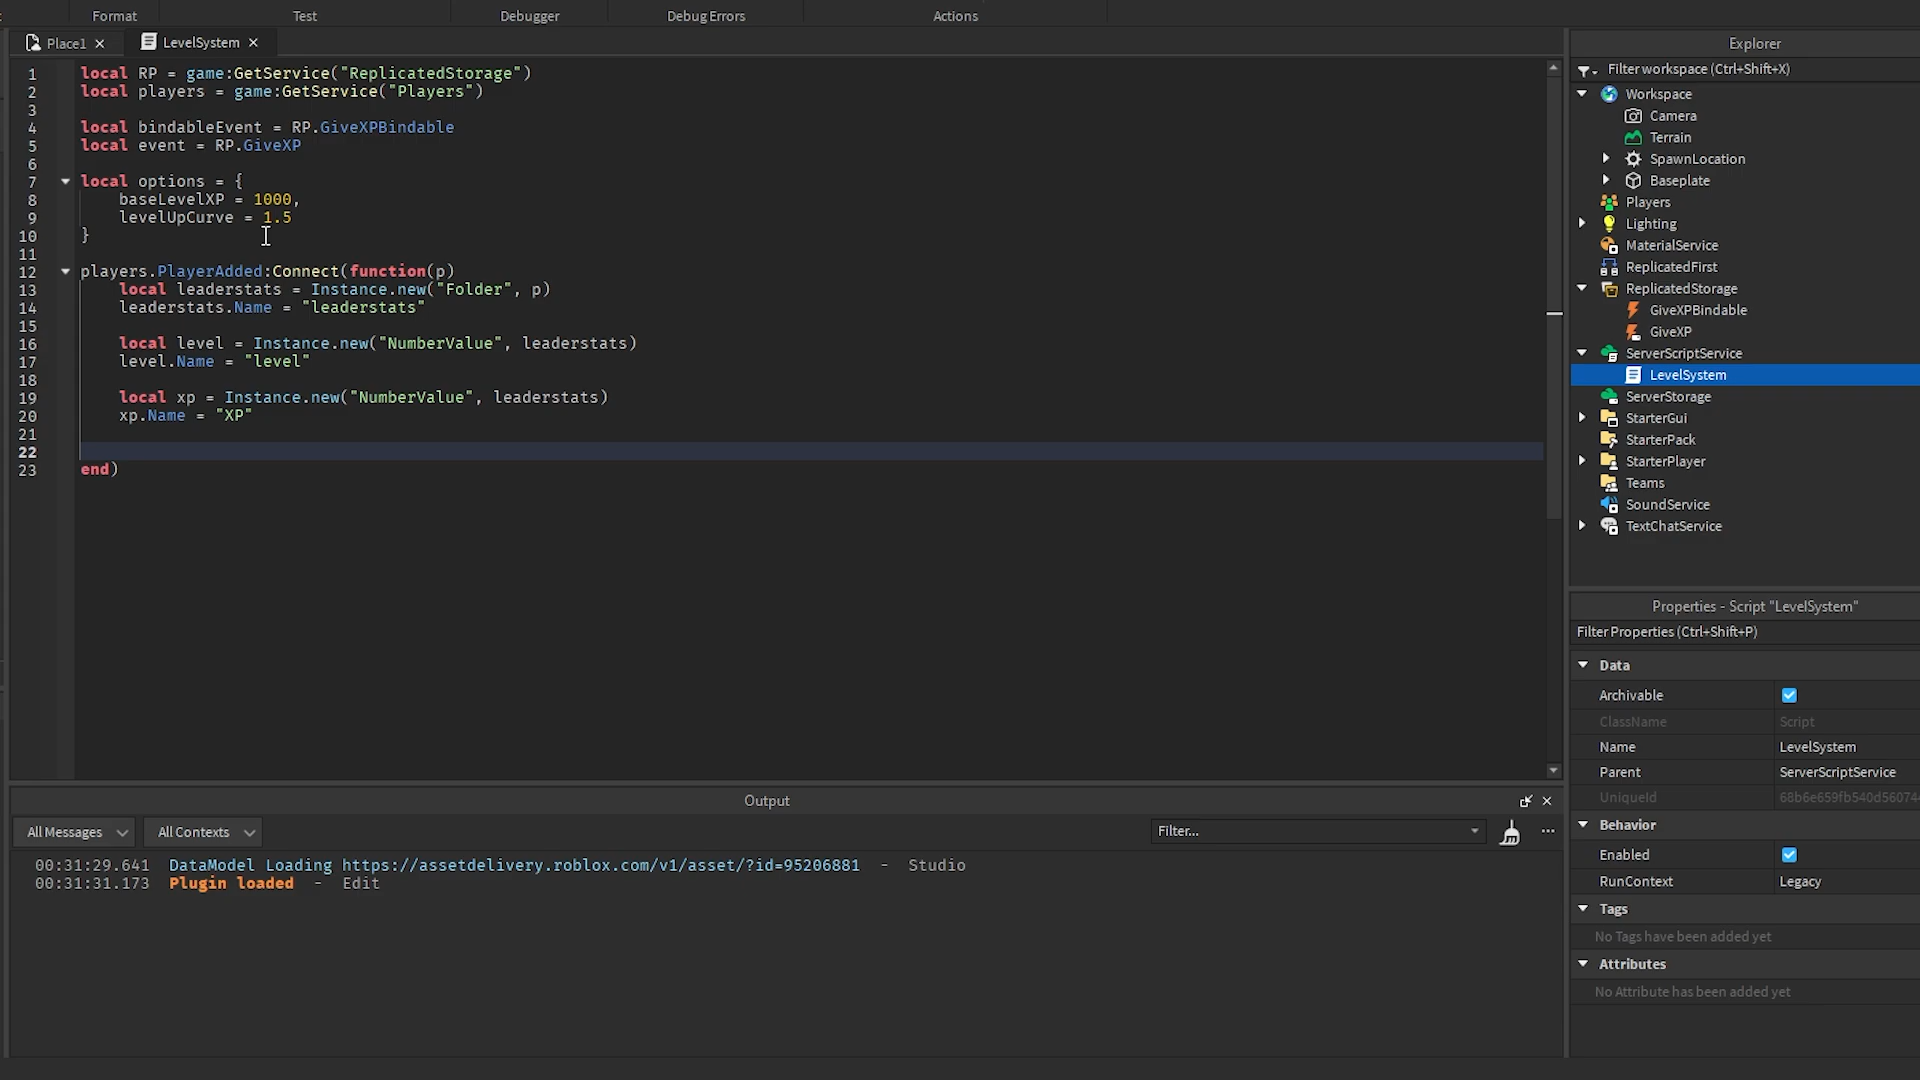 Format Test Debugger Debug Errors Actions
Place1 LevelSystem
1 local RP = game:GetService("ReplicatedStorage")
2 local players = game:GetService("Players")
3
4 local bindableEvent = RP.GiveXPBindable
5 local event = RP.GiveXP
6
7 local options = {
8 baseLevelXP = 1000,
9 levelUpCurve = 1.5
10 }
11
12 players.PlayerAdded:Connect(function(p)
13 local leaderstats = Instance.new("Folder", p)
14 leaderstats.Name = "leaderstats"
15
16 local level = Instance.new("NumberValue", leaderstats)
17 level.Name = "level"
18
19 local xp = Instance.new("NumberValue", leaderstats)
20 xp.Name = "XP"
21
22
23 end)
Explorer
Filter workspace (Ctrl+Shift+X)
Workspace
Camera
Terrain
SpawnLocation
Baseplate
Players
Lighting
MaterialService
ReplicatedFirst
ReplicatedStorage
GiveXPBindable
GiveXP
ServerScriptService
LevelSystem
ServerStorage
StarterGui
StarterPack
StarterPlayer
Teams
SoundService
TextChatService
Properties - Script "LevelSystem"
Filter Properties (Ctrl+Shift+P)
Data
Archivable
ClassName Script
Name LevelSystem
Parent ServerScriptService
UniqueId
Behavior
Enabled
RunContext Legacy
Tags
No Tags have been added yet
Attributes
No Attribute has been added yet
Output
All Messages All Contexts Filter...
00:31:29.641 DataModel Loading https://assetdelivery.roblox.com/v1/asset/?id=95206881 - Studio
00:31:31.173 Plugin loaded - Edit